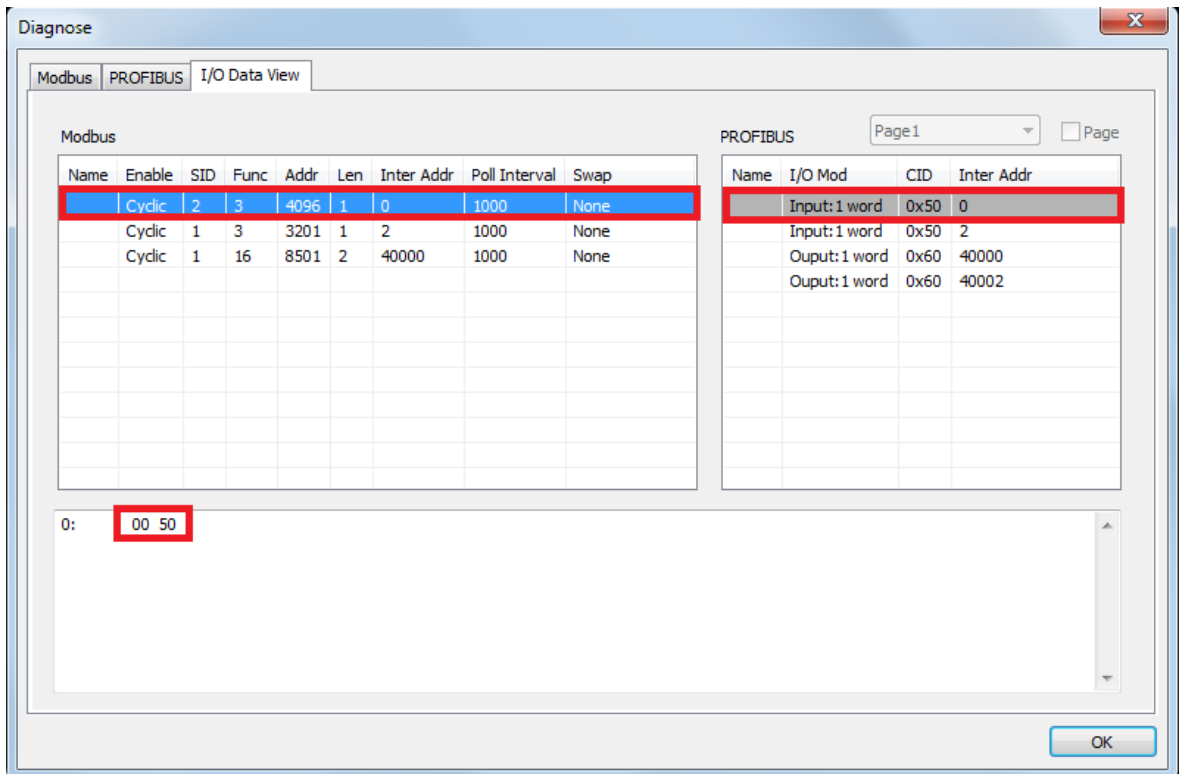 Diagnose
Modbus PROFIBUS I/O Data View
Modbus
Name Enable SID Func Addr Len Inter Addr Poll Interval Swap
Cyclic 2 3 4096 1 0 1000 None
Cyclic 1 3 3201 1 2 1000 None
Cyclic 1 16 8501 2 40000 1000 None
PROFIBUS Page1 Page
Name I/O Mod CID Inter Addr
Input:1 word 0x50 0
Input:1 word 0x50 2
Ouput:1 word 0x60 40000
Ouput:1 word 0x60 40002
0: 00 50
OK